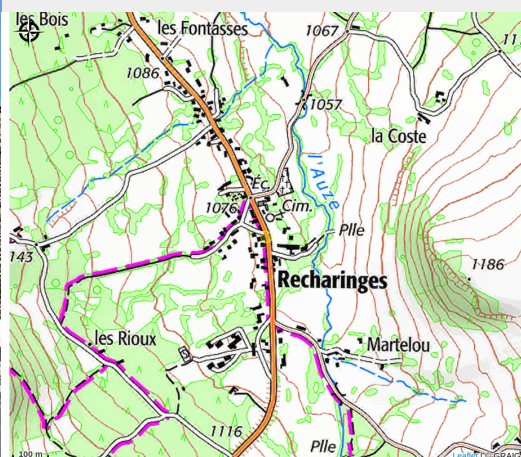 les Bois
les Fontasses
1067
11
1086
1057
la Coste
l'Auze
Éc.
1076
Cim.
Plle
143
1186
Recharinges
les Rioux
Martelou
1116
Plle
100 m
Leaflet